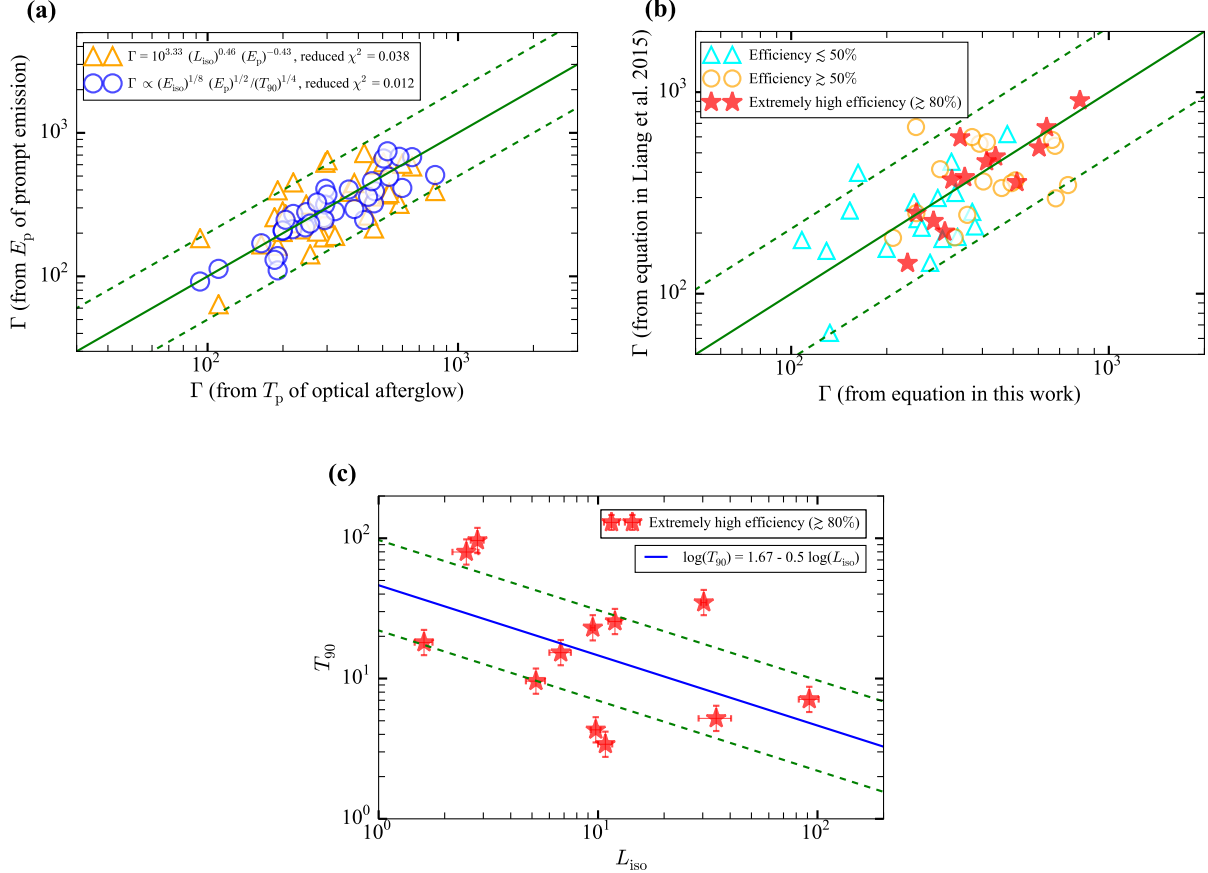 (a)
Γ = 10^3.33 (L_iso)^0.46 (E_p)^−0.43, reduced χ² = 0.038
Γ ∝ (E_iso)^1/8 (E_p)^1/2/(T_90)^1/4, reduced χ² = 0.012
Γ (from E_p of prompt emission)
10^3
10^2
10^2
10^3
Γ (from T_p of optical afterglow)
(b)
Efficiency ≲ 50%
Efficiency ≳ 50%
Extremely high efficiency (≳ 80%)
Γ (from equation in Liang et al. 2015)
10^3
10^2
10^2
10^3
Γ (from equation in this work)
(c)
Extremely high efficiency (≳ 80%)
log(T_90) = 1.67 - 0.5 log(L_iso)
T_90
10^2
10^1
10^0
10^0
10^1
10^2
L_iso